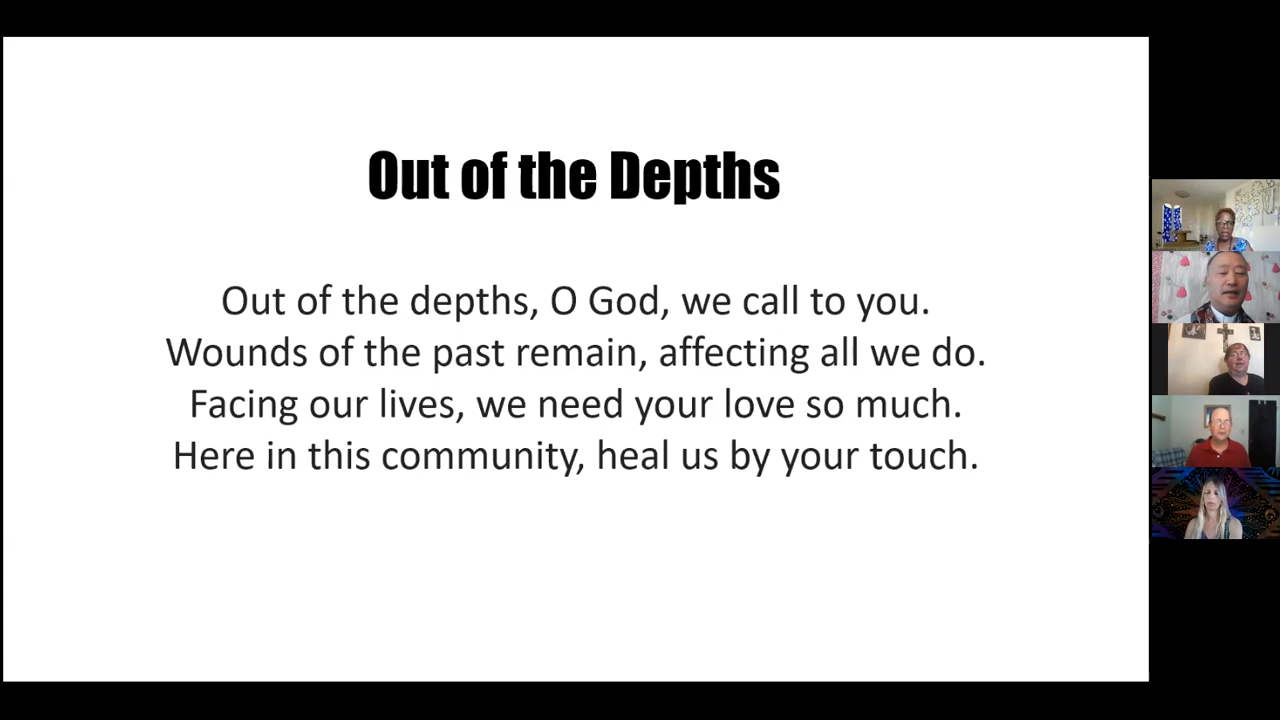 Out of the Depths
Out of the depths, O God, we call to you.
Wounds of the past remain, affecting all we do.
Facing our lives, we need your love so much.
Here in this community, heal us by your touch.